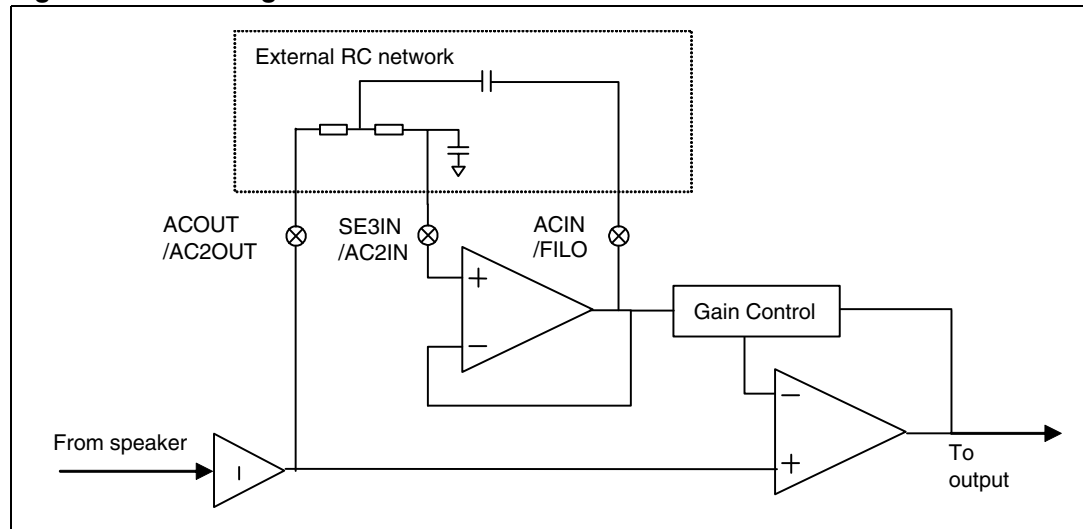 External RC network
ACOUT
/AC2OUT
SE3IN
/AC2IN
ACIN
/FILO
+
−
Gain Control
−
+
From speaker
To
output